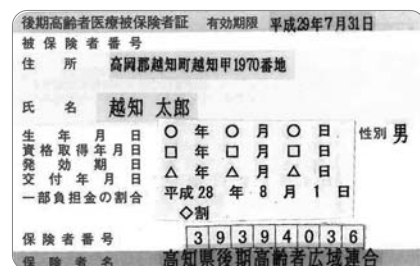 後期高齢者医療被保険者証 有効期限 平成29年7月31日
被保険者番号
住所 高岡郡越知町越知甲1970番地
氏名 越知 太郎
生年月日 ○年○月○日 性別 男
資格取得年月日 □年□月□日
発効期日 △年△月△日
交付年月日 平成28年8月1日
一部負担金の割合 ◇割
保険者番号 39394036
保険者名 高知県後期高齢者広域連合